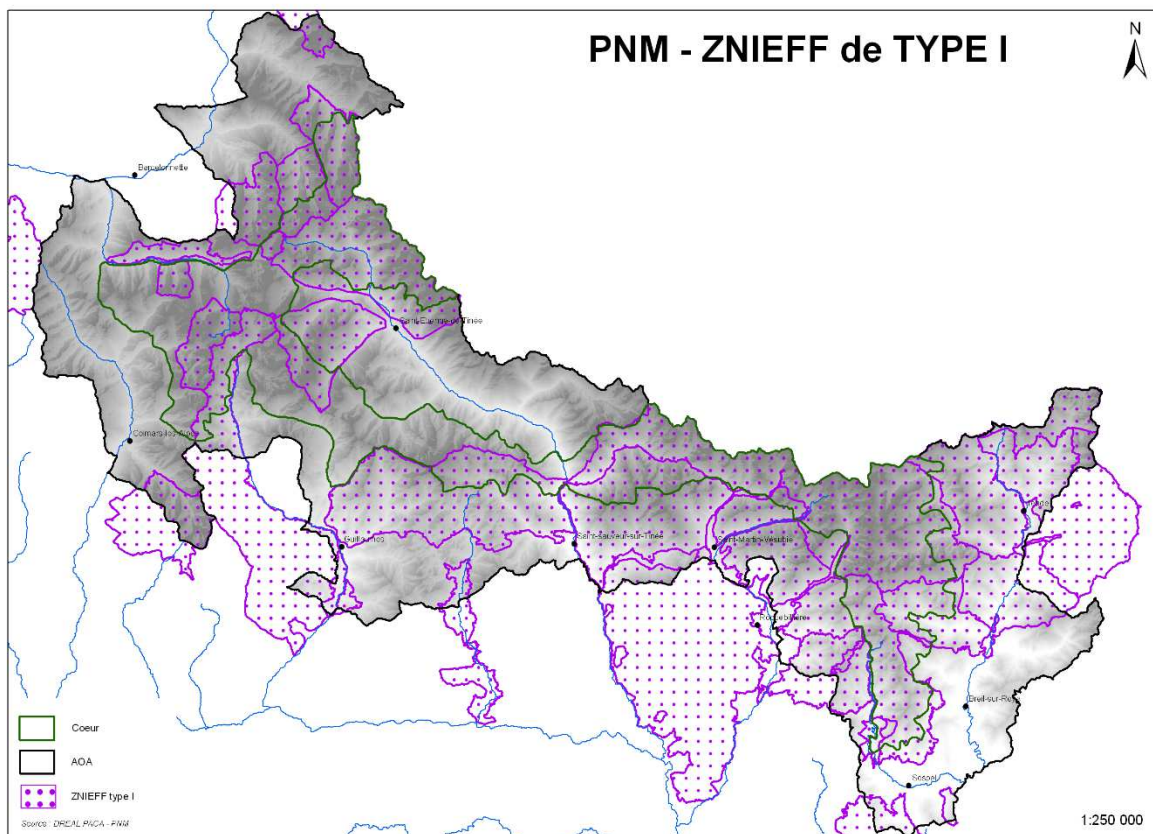 PNM - ZNIEFF de TYPE I
N
Barcelonnette
Saint-Etienne-de-Tinée
Colmars-les-Alpes
Guillaumes
Saint-Sauveur-sur-Tinée
Saint-Martin-Vésubie
Roquebillière
Breil-sur-Roya
Sospel
Coeur
AOA
ZNIEFF type I
Source : DREAL PACA - PNM
1:250 000